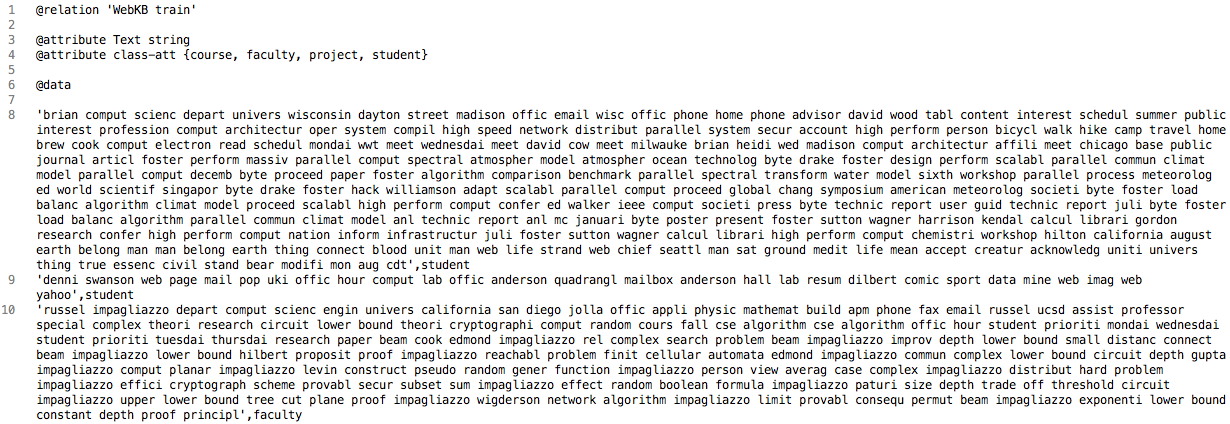 1 @relation 'WebKB train'
2
3 @attribute Text string
4 @attribute class-att {course, faculty, project, student}
5
6 @data
7
8 'brian comput scienc depart univers wisconsin dayton street madison offic email wisc offic phone home phone advisor david wood tabl content interest schedul summer public
interest profession comput architectur oper system compil high speed network distribut parallel system secur account high perform person bicycl walk hike camp travel home
brew cook comput electron read schedul mondai wwt meet wednesdai meet david cow meet milwauke brian heidi wed madison comput architectur affili meet chicago base public
journal articl foster perform massiv parallel comput spectral atmospher model atmospher ocean technolog byte drake foster design perform scalabl parallel commun climat
model parallel comput decemb byte proceed paper foster algorithm comparison benchmark parallel spectral transform water model sixth workshop parallel process meteorolog
ed world scientif singapor byte drake foster hack williamson adapt scalabl parallel comput proceed global chang symposium american meteorolog societi byte foster load
balanc algorithm climat model proceed scalabl high perform comput confer ed walker ieee comput societi press byte technic report user guid technic report juli byte foster
load balanc algorithm parallel commun climat model anl technic report anl mc januari byte poster present foster sutton wagner harrison kendal calcul librari gordon
research confer high perform comput nation inform infrastructur juli foster sutton wagner calcul librari high perform comput chemistri workshop hilton california august
earth belong man man belong earth thing connect blood unit man web life strand web chief seattl man sat ground medit life mean accept creatur acknowledg uniti univers
thing true essenc civil stand bear modifi mon aug cdt',student
9 'denni swanson web page mail pop uki offic hour comput lab offic anderson quadrangl mailbox anderson hall lab resum dilbert comic sport data mine web imag web
yahoo',student
10 'russel impagliazzo depart comput scienc engin univers california san diego jolla offic appli physic mathemat build apm phone fax email russel ucsd assist professor
special complex theori research circuit lower bound theori cryptographi comput random cours fall cse algorithm cse algorithm offic hour student prioriti mondai wednesdai
student prioriti tuesdai thursdai research paper beam cook edmond impagliazzo rel complex search problem beam impagliazzo improv depth lower bound small distanc connect
beam impagliazzo lower bound hilbert proposit proof impagliazzo reachabl problem finit cellular automata edmond impagliazzo commun complex lower bound circuit depth gupta
impagliazzo comput planar impagliazzo levin construct pseudo random gener function impagliazzo person view averag case complex impagliazzo distribut hard problem
impagliazzo effici cryptograph scheme provabl secur subset sum impagliazzo effect random boolean formula impagliazzo paturi size depth trade off threshold circuit
impagliazzo upper lower bound tree cut plane proof impagliazzo wigderson network algorithm impagliazzo limit provabl consequ permut beam impagliazzo exponenti lower bound
constant depth proof principl',faculty